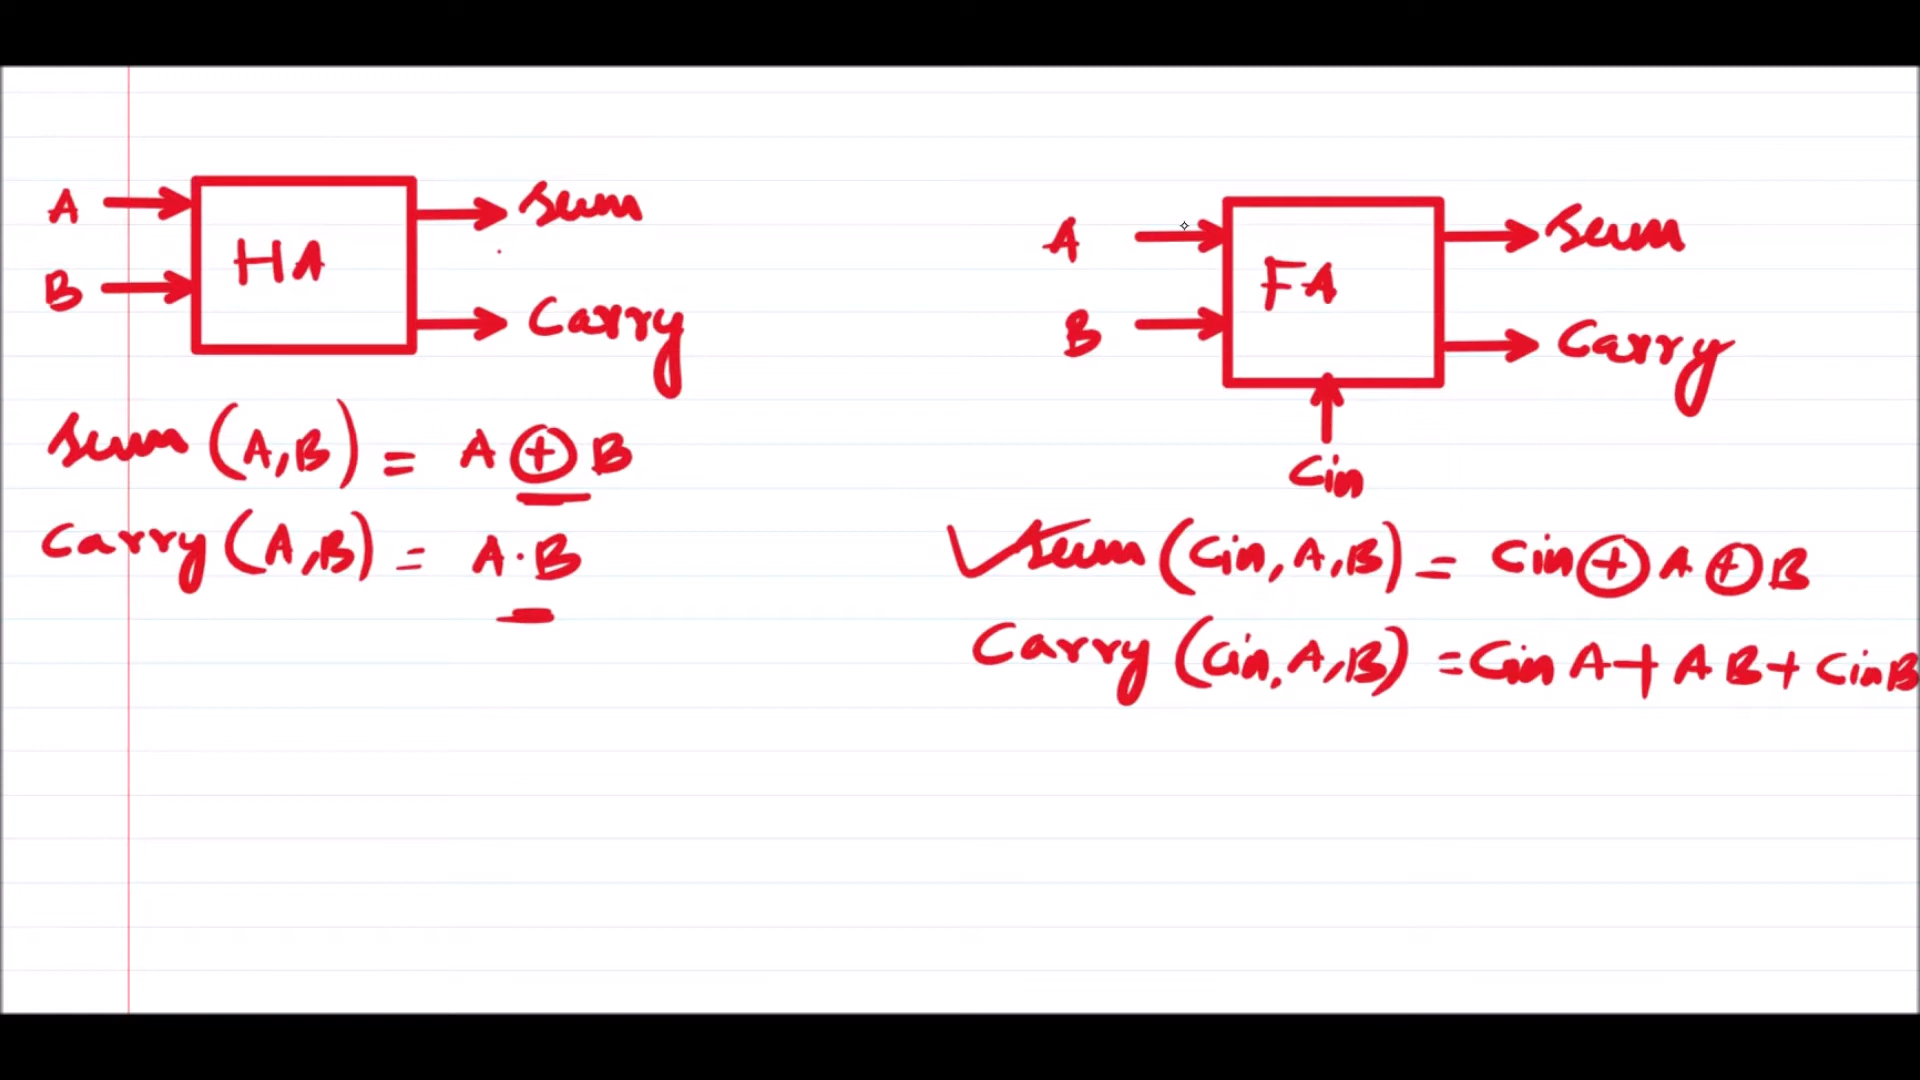 A
B
HA
Sum
Carry
Sum (A,B) = A ⊕ B
Carry (A,B) = A · B
A
B
FA
Sum
Carry
Cin
Sum (Cin, A, B) = Cin ⊕ A ⊕ B
Carry (Cin, A, B) = Cin A + A B + Cin B